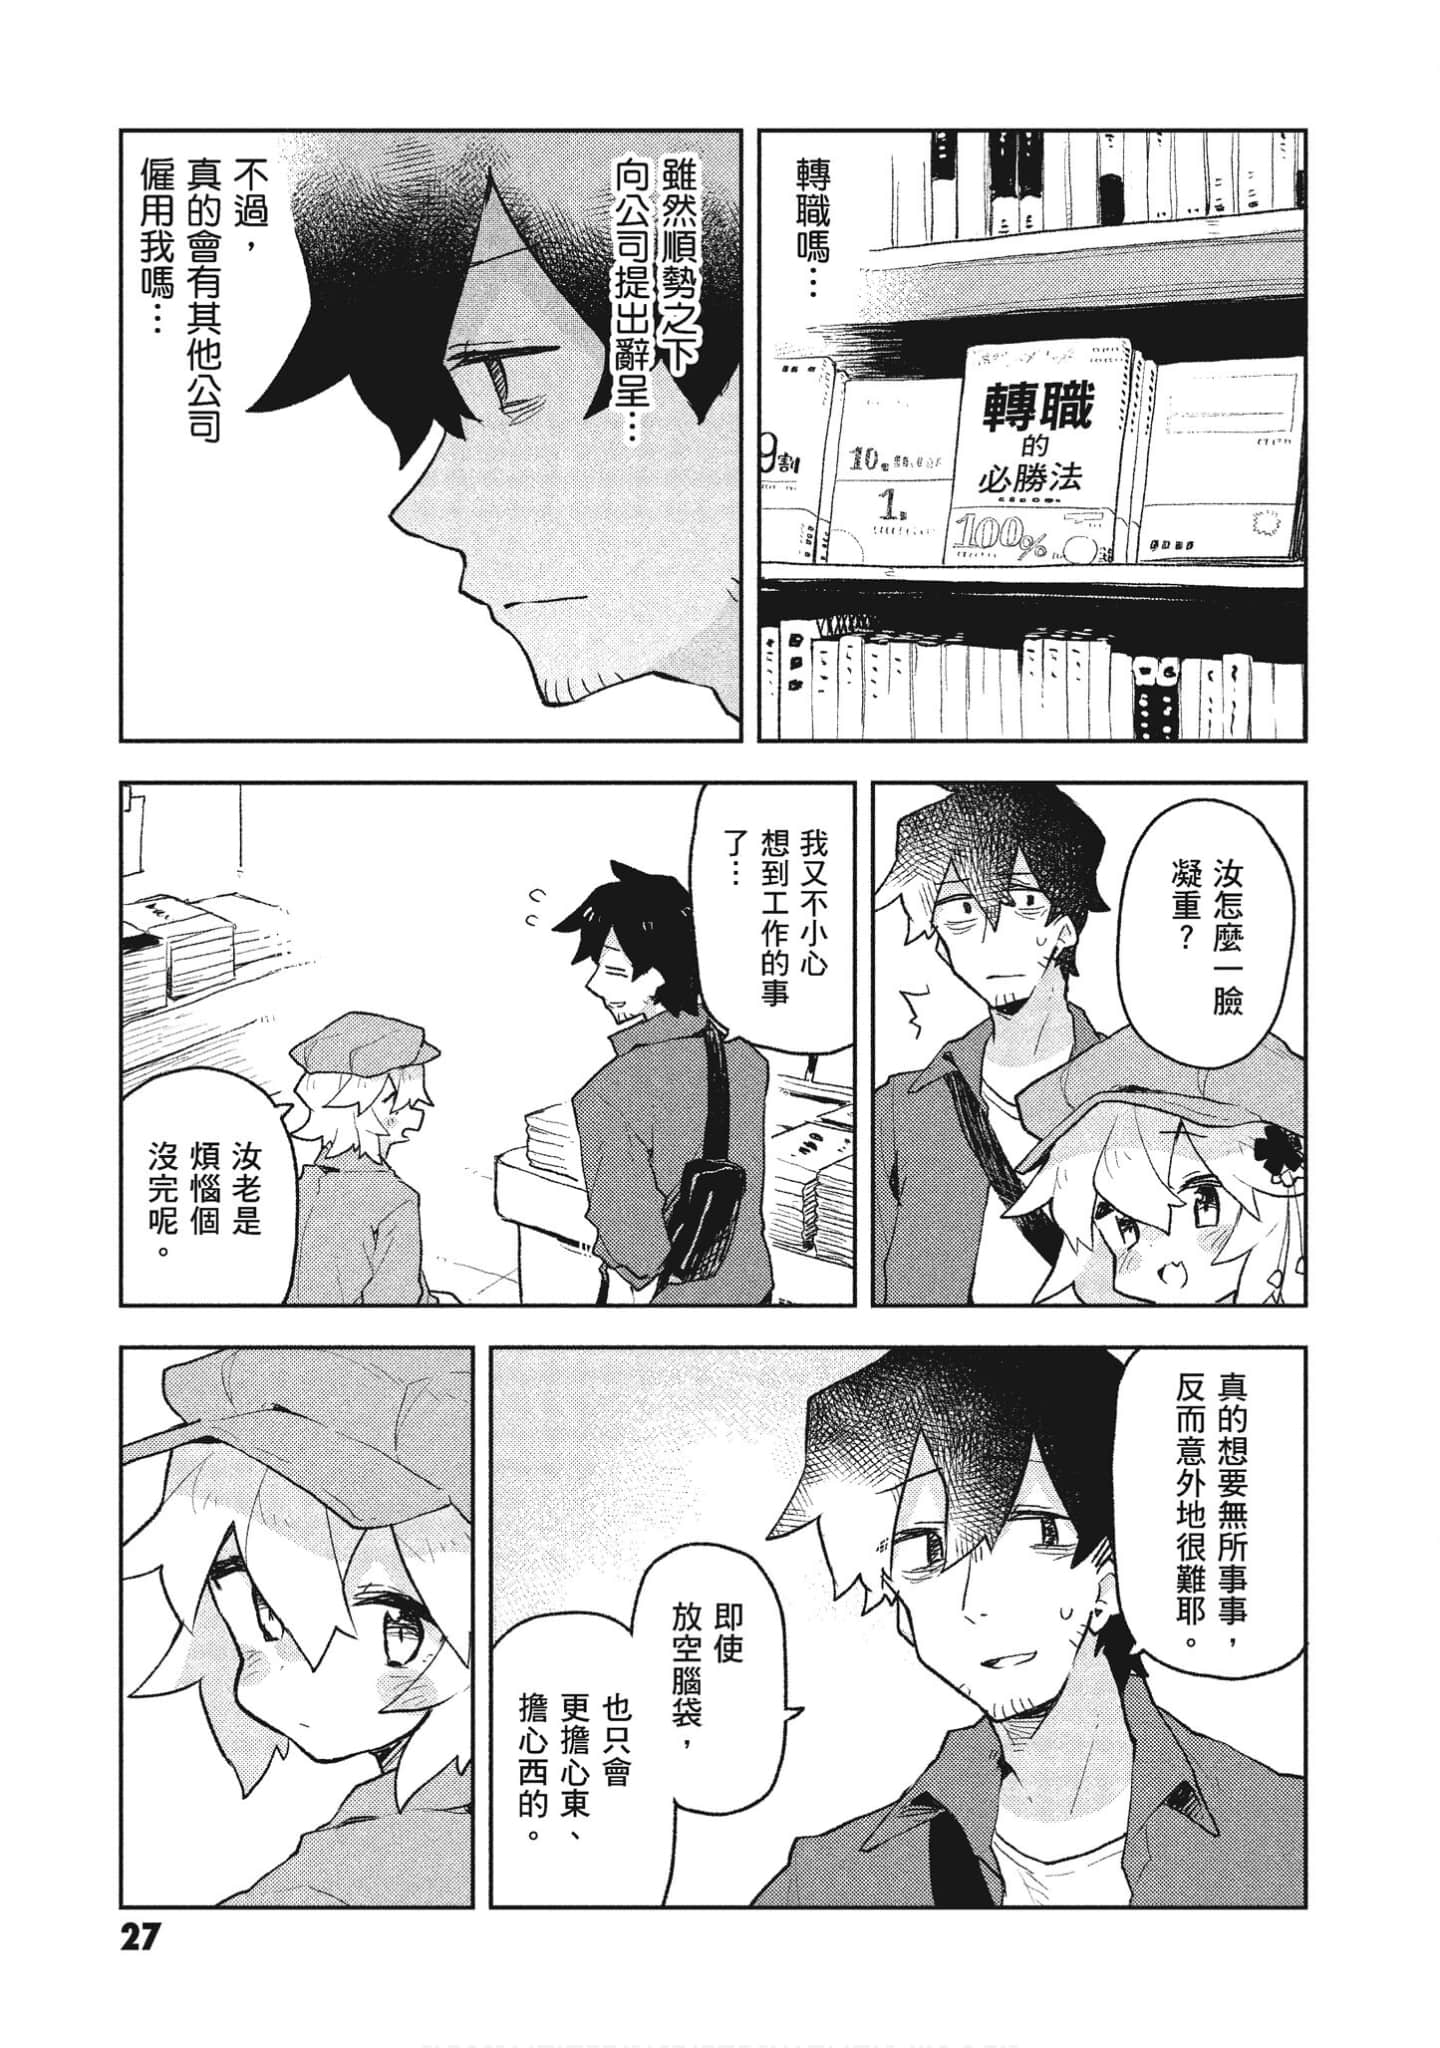 轉職嗎…
轉職
的
必勝法
100%
9割
10
1
雖然順勢之下
向公司提出辭呈…
不過，
真的會有其他公司
僱用我嗎…
汝怎麼一臉
凝重？
我又不小心
想到工作的事
了…
汝老是
煩惱個
沒完呢。
真的想要無所事事，
反而意外地很難耶。
即使
放空腦袋，
也只會
更擔心東、
擔心西的。
27